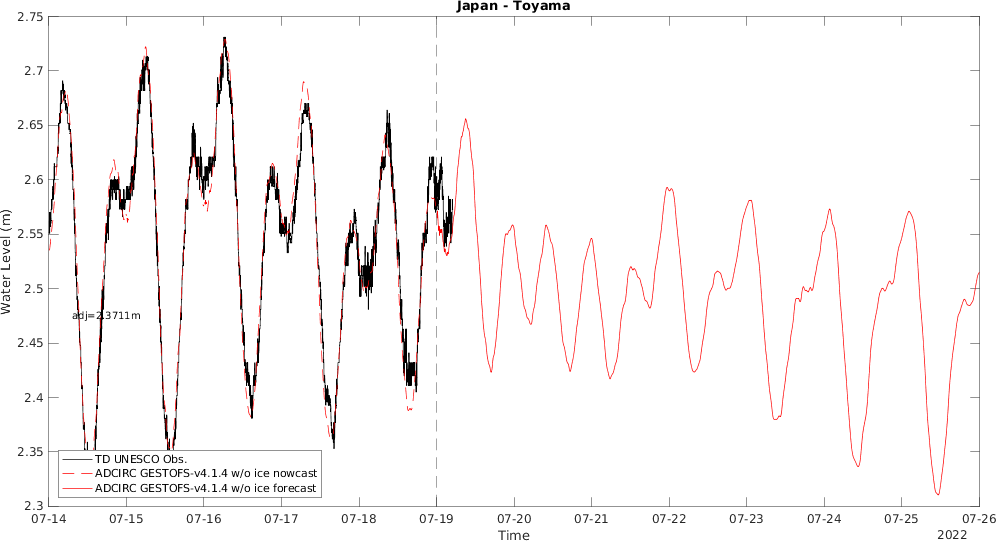 Japan - Toyama
2.75
2.7
2.65
2.6
2.55
2.5
2.45
2.4
2.35
2.3
Water Level (m)
adj=2.3711m
TD UNESCO Obs.
ADCIRC GESTOFS-v4.1.4 w/o ice nowcast
ADCIRC GESTOFS-v4.1.4 w/o ice forecast
07-14 07-15 07-16 07-17 07-18 07-19 07-20 07-21 07-22 07-23 07-24 07-25 07-26
Time
2022